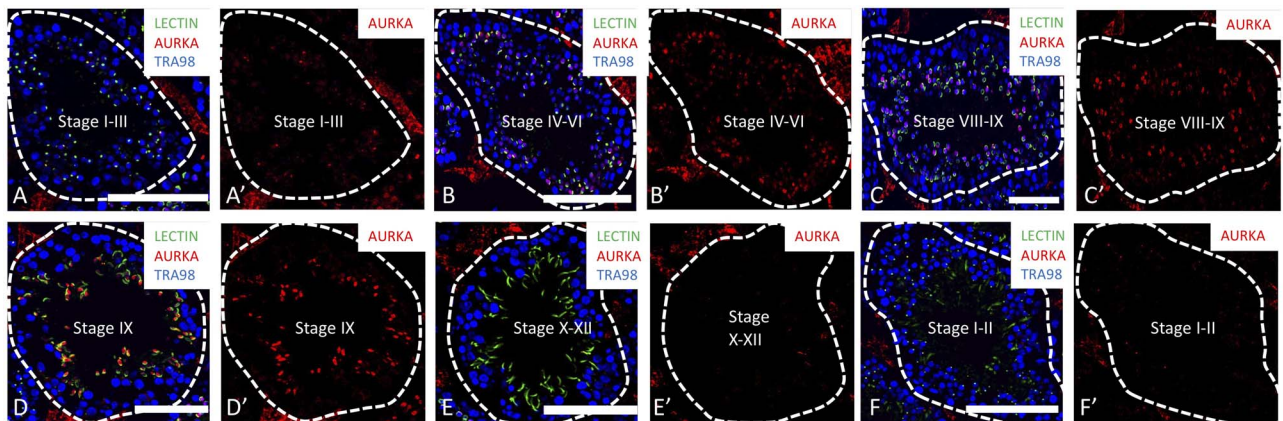 LECTIN
AURKA
TRA98
Stage I-III
A
AURKA
Stage I-III
A'
LECTIN
AURKA
TRA98
Stage IV-VI
B
AURKA
Stage IV-VI
B'
LECTIN
AURKA
TRA98
Stage VIII-IX
C
AURKA
Stage VIII-IX
C'
LECTIN
AURKA
TRA98
Stage IX
D
AURKA
Stage IX
D'
LECTIN
AURKA
TRA98
Stage X-XII
E
AURKA
Stage
X-XII
E'
LECTIN
AURKA
TRA98
Stage I-II
F
AURKA
Stage I-II
F'